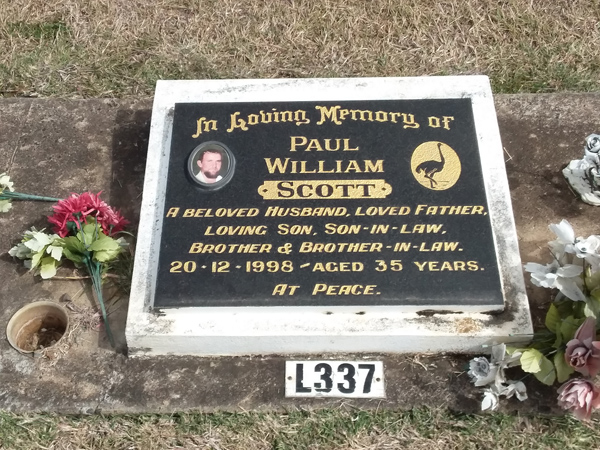 In Loving Memory of
PAUL
WILLIAM
SCOTT
A BELOVED HUSBAND, LOVED FATHER,
LOVING SON, SON-IN-LAW,
BROTHER & BROTHER-IN-LAW.
20·12·1998 - AGED 35 YEARS.
AT PEACE.
L337